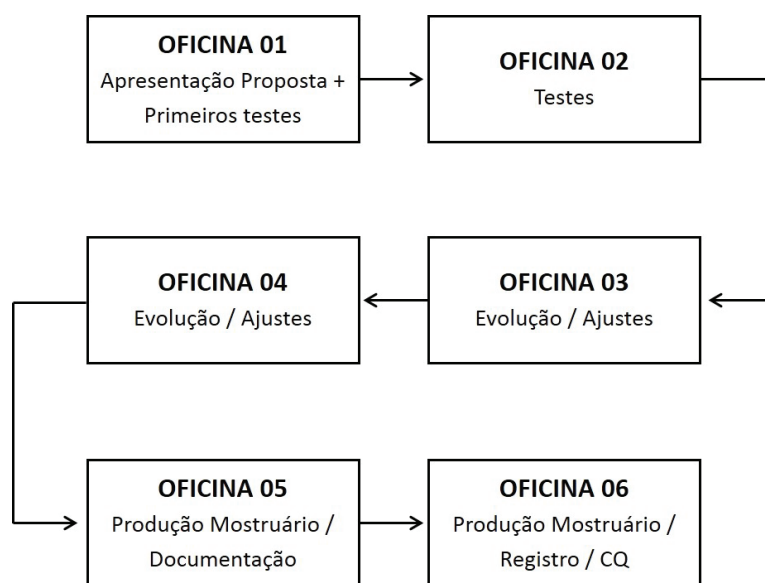 OFICINA 01
Apresentação Proposta +
Primeiros testes
OFICINA 02
Testes
OFICINA 03
Evolução / Ajustes
OFICINA 04
Evolução / Ajustes
OFICINA 05
Produção Mostruário /
Documentação
OFICINA 06
Produção Mostruário /
Registro / CQ